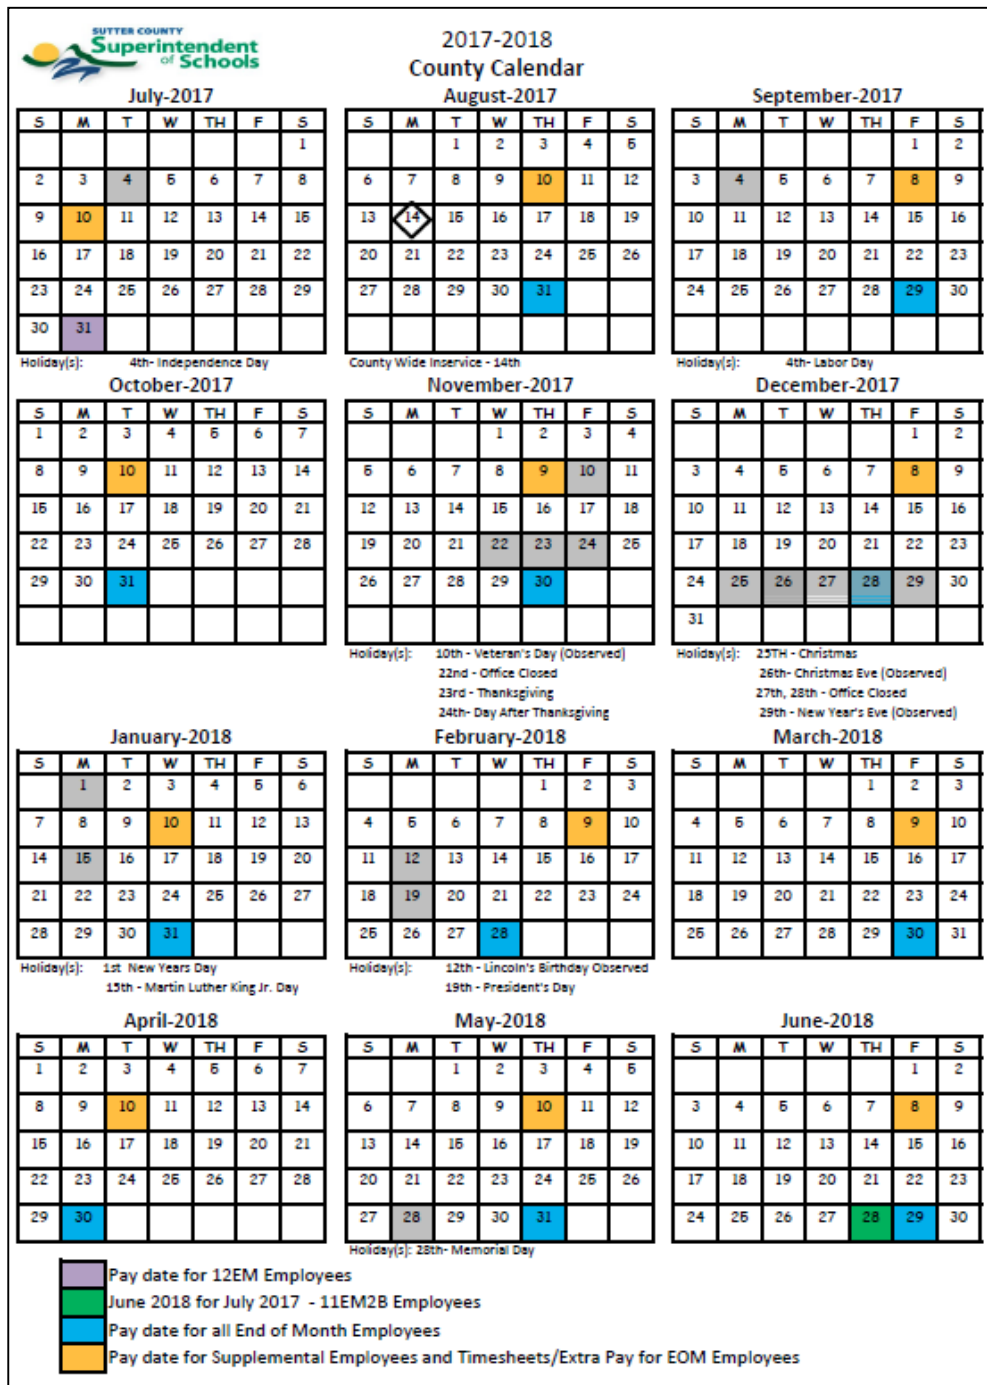 SUTTER COUNTY
Superintendent
of Schools
2017-2018
County Calendar
July-2017
S M T W TH F S
1
2 3 4 5 6 7 8
9 10 11 12 13 14 15
16 17 18 19 20 21 22
23 24 25 26 27 28 29
30 31
Holiday(s): 4th- Independence Day
August-2017
S M T W TH F S
1 2 3 4 5
6 7 8 9 10 11 12
13 14 15 16 17 18 19
20 21 22 23 24 25 26
27 28 29 30 31
County Wide Inservice - 14th
September-2017
S M T W TH F S
1 2
3 4 5 6 7 8 9
10 11 12 13 14 15 16
17 18 19 20 21 22 23
24 25 26 27 28 29 30
Holiday(s): 4th- Labor Day
October-2017
S M T W TH F S
1 2 3 4 5 6 7
8 9 10 11 12 13 14
15 16 17 18 19 20 21
22 23 24 25 26 27 28
29 30 31
November-2017
S M T W TH F S
1 2 3 4
5 6 7 8 9 10 11
12 13 14 15 16 17 18
19 20 21 22 23 24 25
26 27 28 29 30
Holiday(s): 10th - Veteran's Day (Observed)
22nd - Office Closed
23rd - Thanksgiving
24th- Day After Thanksgiving
December-2017
S M T W TH F S
1 2
3 4 5 6 7 8 9
10 11 12 13 14 15 16
17 18 19 20 21 22 23
24 25 26 27 28 29 30
31
Holiday(s): 25TH - Christmas
26th- Christmas Eve (Observed)
27th, 28th - Office Closed
29th - New Year's Eve (Observed)
January-2018
S M T W TH F S
1 2 3 4 5 6
7 8 9 10 11 12 13
14 15 16 17 18 19 20
21 22 23 24 25 26 27
28 29 30 31
Holiday(s): 1st New Years Day
15th - Martin Luther King Jr. Day
February-2018
S M T W TH F S
1 2 3
4 5 6 7 8 9 10
11 12 13 14 15 16 17
18 19 20 21 22 23 24
25 26 27 28
Holiday(s): 12th - Lincoln's Birthday Observed
19th - President's Day
March-2018
S M T W TH F S
1 2 3
4 5 6 7 8 9 10
11 12 13 14 15 16 17
18 19 20 21 22 23 24
25 26 27 28 29 30 31
April-2018
S M T W TH F S
1 2 3 4 5 6 7
8 9 10 11 12 13 14
15 16 17 18 19 20 21
22 23 24 25 26 27 28
29 30
May-2018
S M T W TH F S
1 2 3 4 5
6 7 8 9 10 11 12
13 14 15 16 17 18 19
20 21 22 23 24 25 26
27 28 29 30 31
Holiday(s): 28th- Memorial Day
June-2018
S M T W TH F S
1 2
3 4 5 6 7 8 9
10 11 12 13 14 15 16
17 18 19 20 21 22 23
24 25 26 27 28 29 30
Pay date for 12EM Employees
June 2018 for July 2017 - 11EM2B Employees
Pay date for all End of Month Employees
Pay date for Supplemental Employees and Timesheets/Extra Pay for EOM Employees